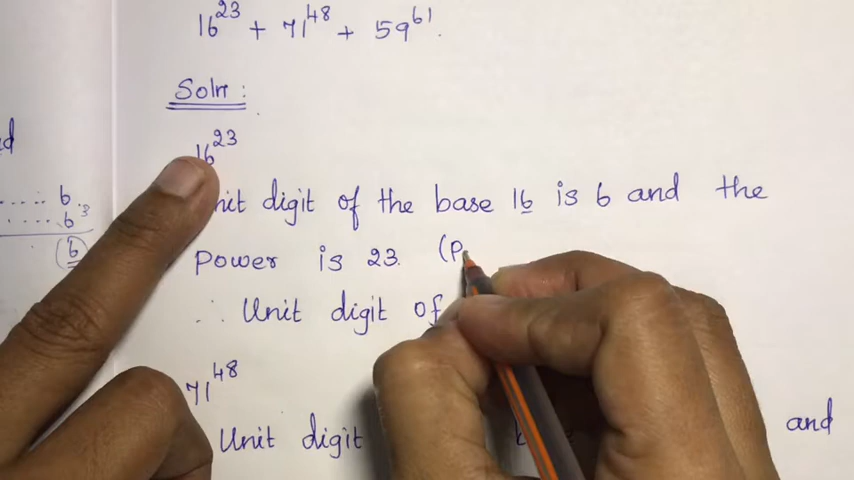 16^23 + 71^48 + 59^61.
Soln :
16^23
digit of the base 16 is 6 and the
power is 23. (P
∴ Unit digit of
71^48
Unit digit and